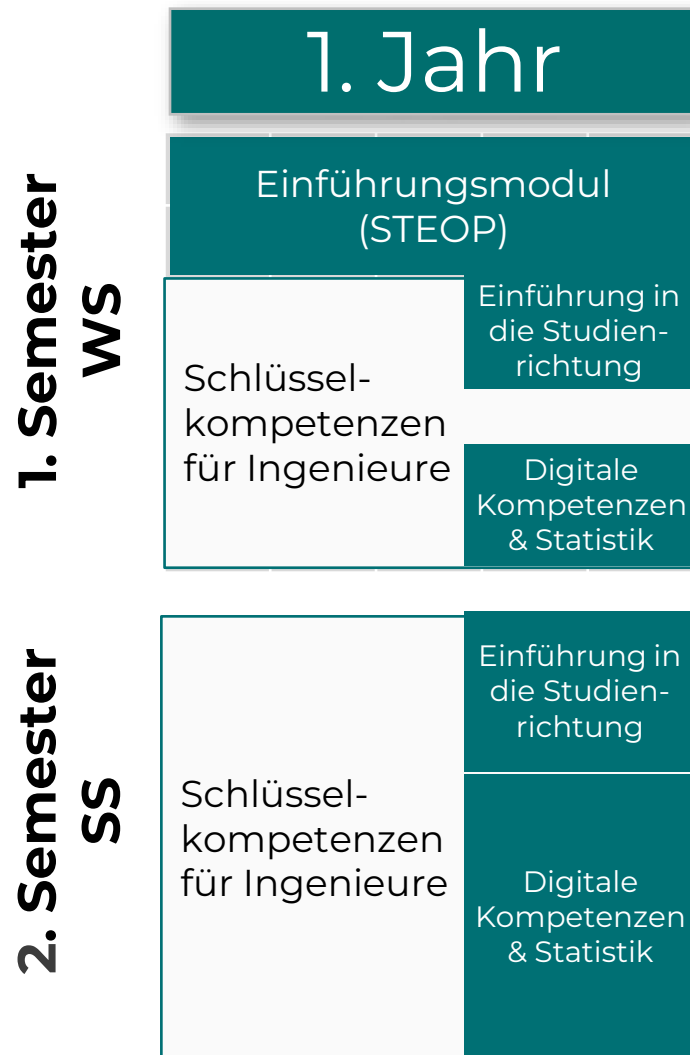 1. Jahr
1. Semester
WS
Einführungsmodul
(STEOP)
Schlüssel-
kompetenzen
für Ingenieure
Einführung in
die Studien-
richtung
Digitale
Kompetenzen
& Statistik
2. Semester
SS
Schlüssel-
kompetenzen
für Ingenieure
Einführung in
die Studien-
richtung
Digitale
Kompetenzen
& Statistik